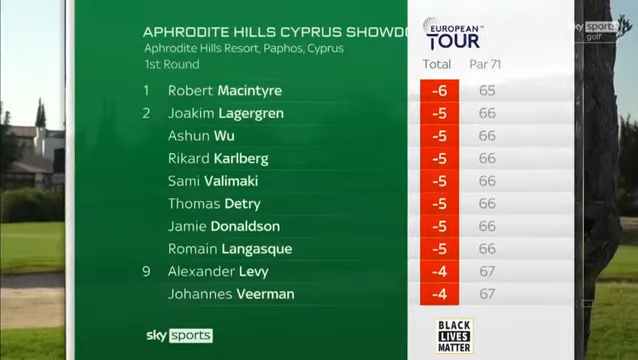 APHRODITE HILLS CYPRUS SHOWD
Aphrodite Hills Resort, Paphos, Cyprus
1st Round
EUROPEAN
TOUR
sky sports
golf
Total Par 71
1 Robert Macintyre -6 65
2 Joakim Lagergren -5 66
Ashun Wu -5 66
Rikard Karlberg -5 66
Sami Valimaki -5 66
Thomas Detry -5 66
Jamie Donaldson -5 66
Romain Langasque -5 66
9 Alexander Levy -4 67
Johannes Veerman -4 67
sky sports
BLACK
LIVES
MATTER